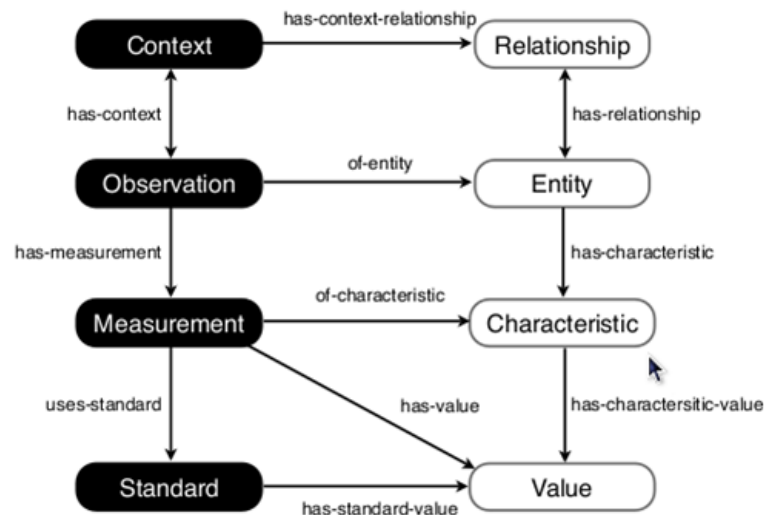 has-context-relationship
Context
Relationship
has-context
has-relationship
of-entity
Observation
Entity
has-measurement
has-characteristic
of-characteristic
Measurement
Characteristic
uses-standard
has-value
has-charactersitic-value
Standard
Value
has-standard-value